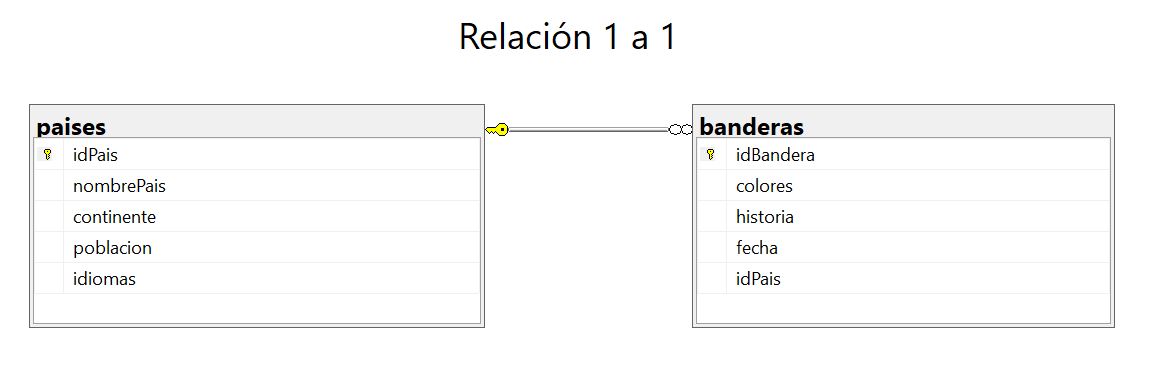 Relación 1 a 1
paises
idPais
nombrePais
continente
poblacion
idiomas
banderas
idBandera
colores
historia
fecha
idPais